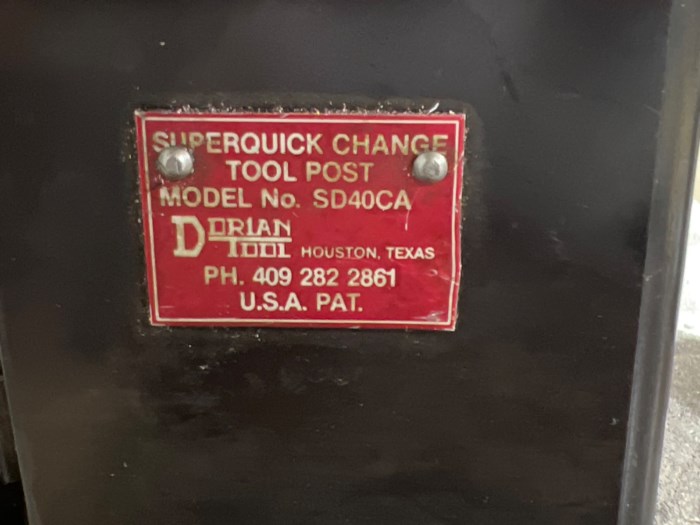 SUPERQUICK CHANGE
TOOL POST
MODEL No. SD40CA
DORIAN TOOL HOUSTON, TEXAS
PH. 409 282 2861
U.S.A. PAT.